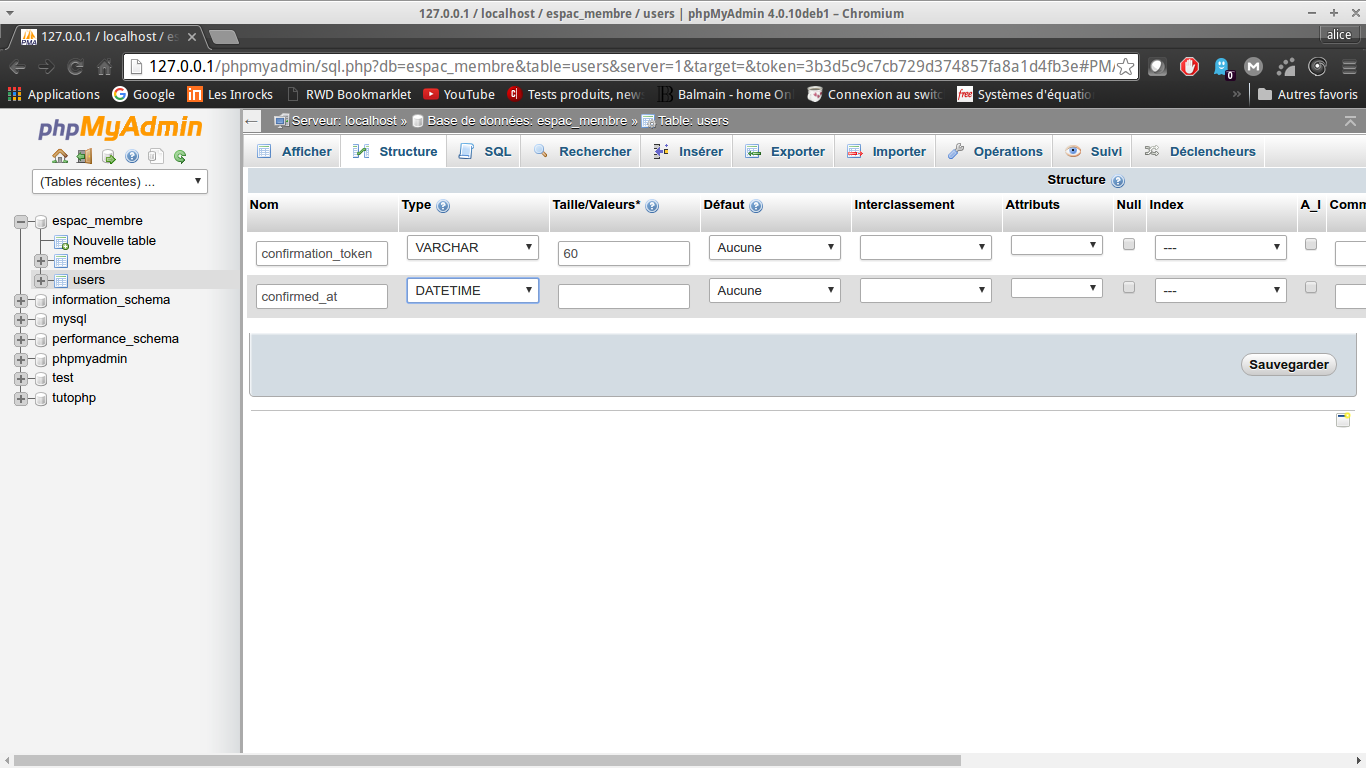 127.0.0.1 / localhost / espac_membre / users | phpMyAdmin 4.0.10deb1 – Chromium
127.0.0.1 / localhost / es
alice
127.0.0.1/phpmyadmin/sql.php?db=espac_membre&table=users&server=1&target=&token=3b3d5c9c7cb729d374857fa8a1d4fb3e#PM
Applications
Google
Les Inrocks
RWD Bookmarklet
YouTube
Tests produits, new
Balmain - home On
Connexion au swit
free
Systèmes d'équatio
»
Autres favoris
phpMyAdmin
(Tables récentes) ...
espac_membre
Nouvelle table
membre
users
information_schema
mysql
performance_schema
phpmyadmin
test
tutophp
Serveur: localhost » Base de données: espac_membre » Table: users
Afficher Structure SQL Rechercher Insérer Exporter Importer Opérations Suivi Déclencheurs
Structure
Nom Type Taille/Valeurs* Défaut Interclassement Attributs Null Index A_I Comm
confirmation_token VARCHAR 60 Aucune ---
confirmed_at DATETIME Aucune ---
Sauvegarder